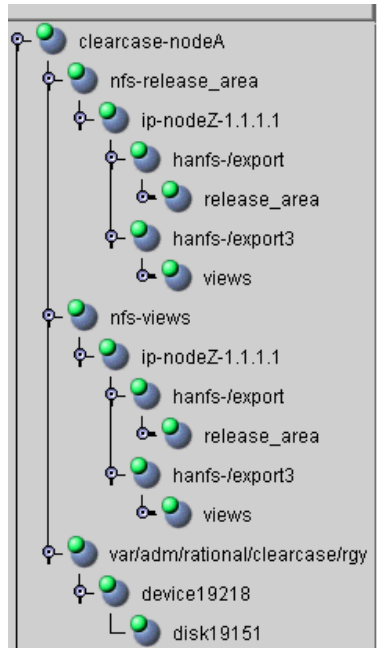 clearcase-nodeA
nfs-release_area
ip-nodeZ-1.1.1.1
hanfs-/export
release_area
hanfs-/export3
views
nfs-views
ip-nodeZ-1.1.1.1
hanfs-/export
release_area
hanfs-/export3
views
var/adm/rational/clearcase/rgy
device19218
disk19151